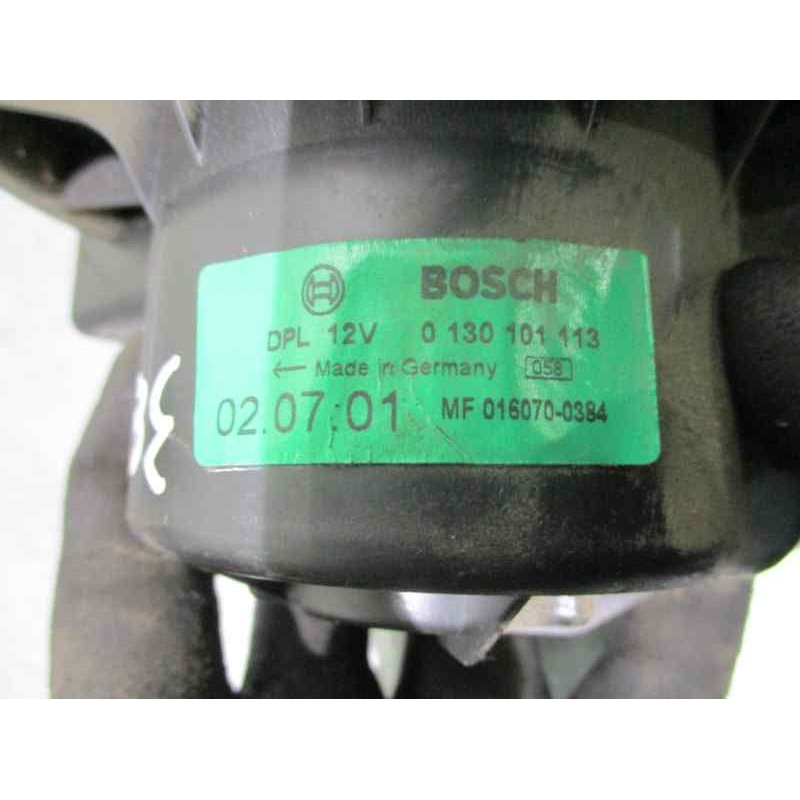 BOSCH
DPL 12V 0 130 101 113
← Made in Germany 058
02.07.01 MF 016070-0384